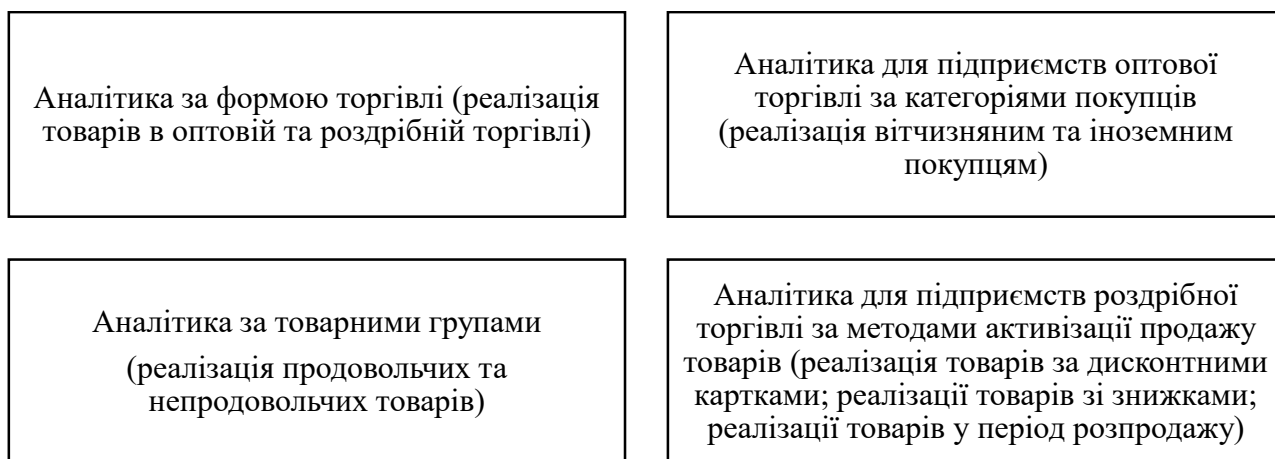 Аналітика за формою торгівлі (реалізація
товарів в оптовій та роздрібній торгівлі)
Аналітика для підприємств оптової
торгівлі за категоріями покупців
(реалізація вітчизняним та іноземним
покупцям)
Аналітика за товарними групами
(реалізація продовольчих та
непродовольчих товарів)
Аналітика для підприємств роздрібної
торгівлі за методами активізації продажу
товарів (реалізація товарів за дисконтними
картками; реалізації товарів зі знижками;
реалізації товарів у період розпродажу)